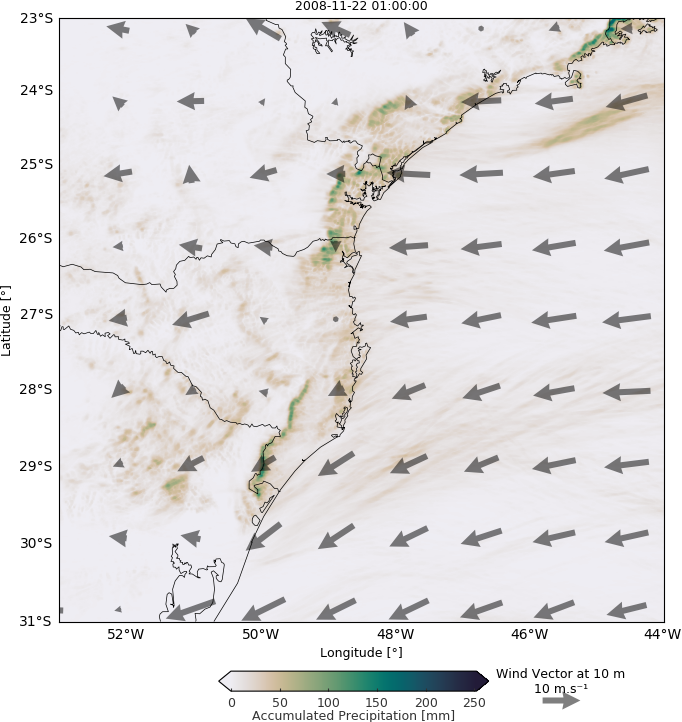 2008-11-22 01:00:00
23°S
24°S
25°S
26°S
27°S
28°S
29°S
30°S
31°S
Latitude [°]
52°W 50°W 48°W 46°W 44°W
Longitude [°]
0 50 100 150 200 250
Accumulated Precipitation [mm]
Wind Vector at 10 m
10 m.s⁻¹